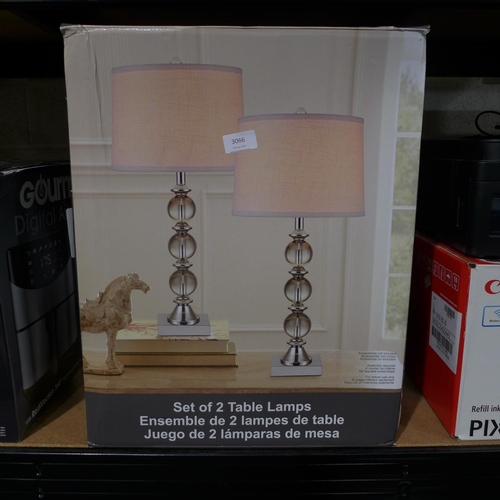 3066
Set of 2 Table Lamps
Ensemble de 2 lampes de table
Juego de 2 lámparas de mesa
GOurm
Digital A
C
Refill ink
PIX